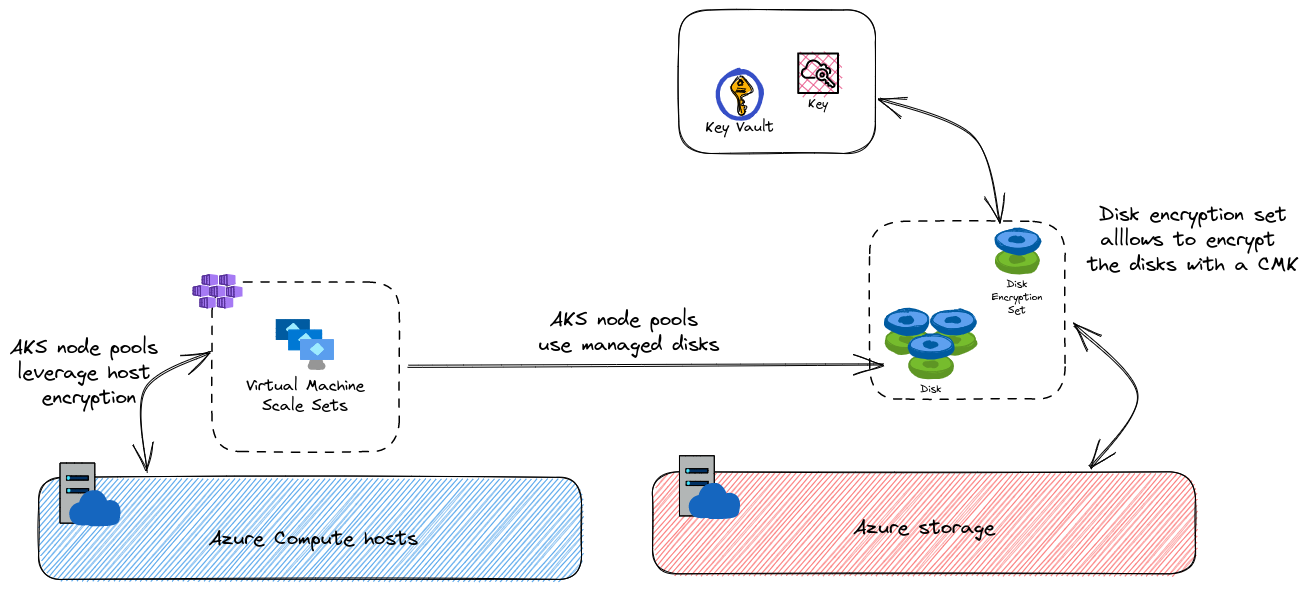 Key Vault
Key
Disk encryption set
alllows to encrypt
the disks with a CMK
Disk
Encryption
Set
AKS node pools
use managed disks
AKS node pools
leverage host
encryption
Virtual Machine
Scale Sets
Disk
Azure Compute hosts
Azure storage